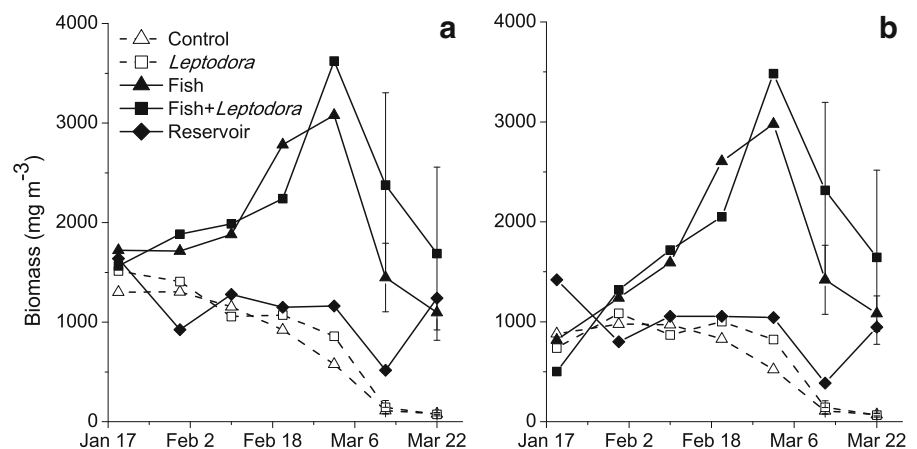 4000
a
Control
Leptodora
Fish
3000
Fish+Leptodora
Reservoir
2000
1000
0
Biomass (mg m-3)
Jan 17
Feb 2
Feb 18
Mar 6
Mar 22
4000
b
3000
2000
1000
0
Jan 17
Feb 2
Feb 18
Mar 6
Mar 22